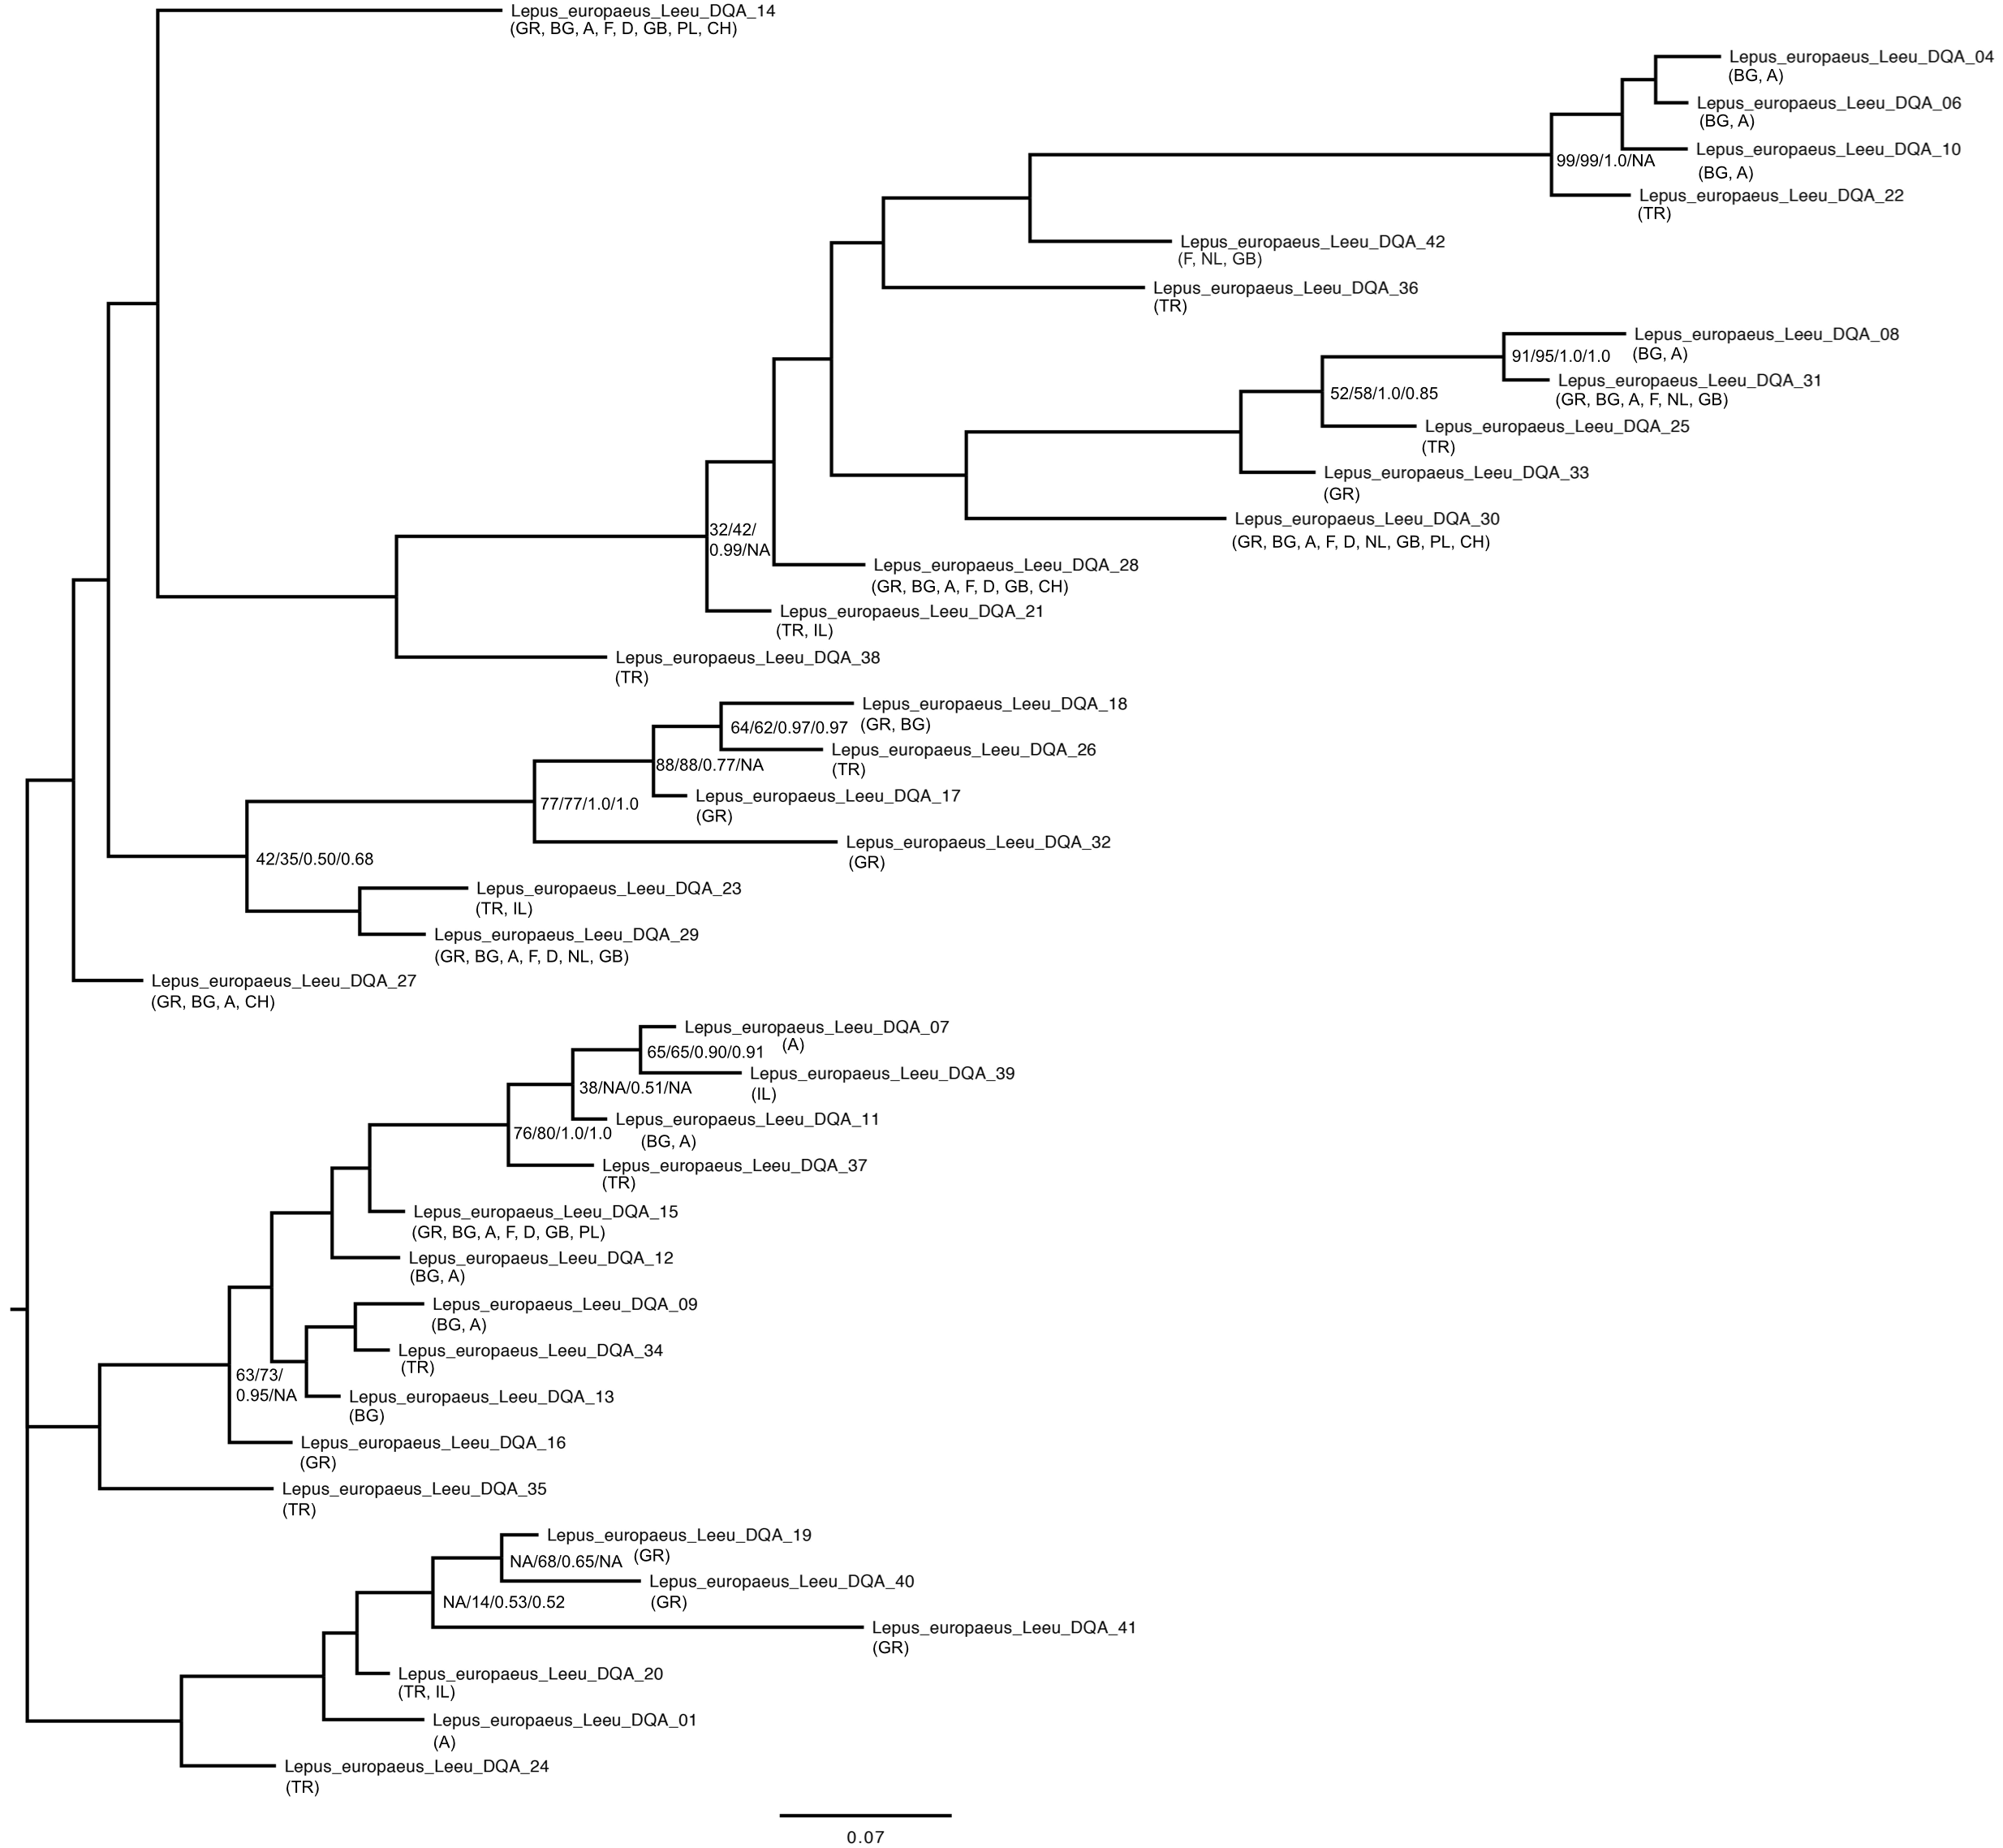 Lepus_europaeus_Leeu_DQA_14
(GR, BG, A, F, D, GB, PL, CH)
Lepus_europaeus_Leeu_DQA_04
(BG, A)
Lepus_europaeus_Leeu_DQA_06
(BG, A)
Lepus_europaeus_Leeu_DQA_10
99/99/1.0/NA
(BG, A)
Lepus_europaeus_Leeu_DQA_22
(TR)
Lepus_europaeus_Leeu_DQA_42
(F, NL, GB)
Lepus_europaeus_Leeu_DQA_36
(TR)
Lepus_europaeus_Leeu_DQA_08
91/95/1.0/1.0
(BG, A)
Lepus_europaeus_Leeu_DQA_31
52/58/1.0/0.85
(GR, BG, A, F, NL, GB)
Lepus_europaeus_Leeu_DQA_25
(TR)
Lepus_europaeus_Leeu_DQA_33
(GR)
Lepus_europaeus_Leeu_DQA_30
32/42/
0.99/NA
(GR, BG, A, F, D, NL, GB, PL, CH)
Lepus_europaeus_Leeu_DQA_28
(GR, BG, A, F, D, GB, CH)
Lepus_europaeus_Leeu_DQA_21
(TR, IL)
Lepus_europaeus_Leeu_DQA_38
(TR)
Lepus_europaeus_Leeu_DQA_18
64/62/0.97/0.97
(GR, BG)
Lepus_europaeus_Leeu_DQA_26
88/88/0.77/NA
(TR)
Lepus_europaeus_Leeu_DQA_17
77/77/1.0/1.0
(GR)
Lepus_europaeus_Leeu_DQA_32
42/35/0.50/0.68
(GR)
Lepus_europaeus_Leeu_DQA_23
(TR, IL)
Lepus_europaeus_Leeu_DQA_29
(GR, BG, A, F, D, NL, GB)
Lepus_europaeus_Leeu_DQA_27
(GR, BG, A, CH)
Lepus_europaeus_Leeu_DQA_07
65/65/0.90/0.91
(A)
Lepus_europaeus_Leeu_DQA_39
38/NA/0.51/NA
(IL)
Lepus_europaeus_Leeu_DQA_11
76/80/1.0/1.0
(BG, A)
Lepus_europaeus_Leeu_DQA_37
(TR)
Lepus_europaeus_Leeu_DQA_15
(GR, BG, A, F, D, GB, PL)
Lepus_europaeus_Leeu_DQA_12
(BG, A)
Lepus_europaeus_Leeu_DQA_09
(BG, A)
Lepus_europaeus_Leeu_DQA_34
(TR)
63/73/
0.95/NA
Lepus_europaeus_Leeu_DQA_13
(BG)
Lepus_europaeus_Leeu_DQA_16
(GR)
Lepus_europaeus_Leeu_DQA_35
(TR)
Lepus_europaeus_Leeu_DQA_19
NA/68/0.65/NA
(GR)
Lepus_europaeus_Leeu_DQA_40
NA/14/0.53/0.52
(GR)
Lepus_europaeus_Leeu_DQA_41
(GR)
Lepus_europaeus_Leeu_DQA_20
(TR, IL)
Lepus_europaeus_Leeu_DQA_01
(A)
Lepus_europaeus_Leeu_DQA_24
(TR)
0.07